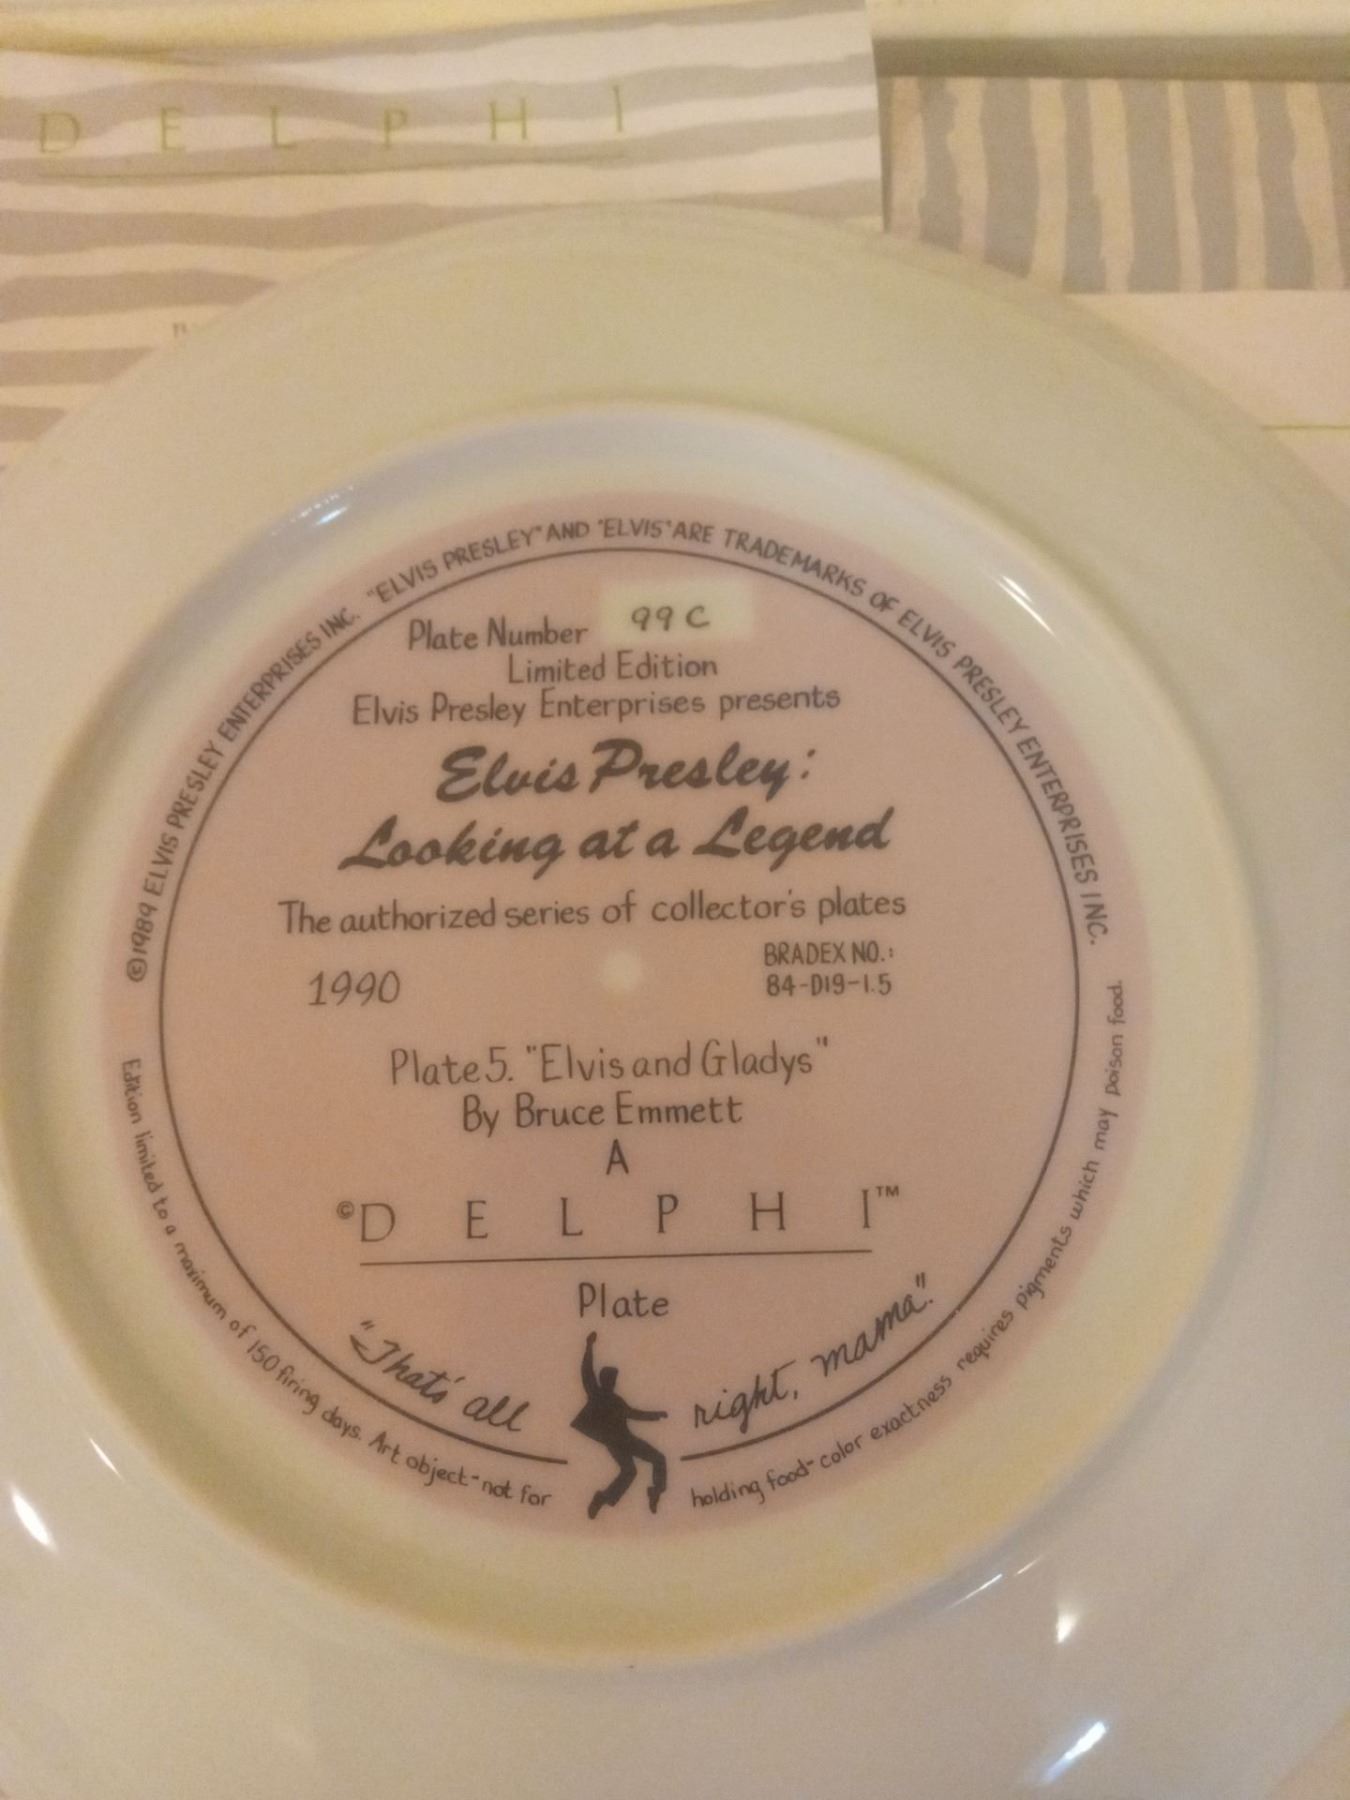 D E L P H I
©1989 ELVIS PRESLEY ENTERPRISES INC. "ELVIS PRESLEY" AND "ELVIS" ARE TRADEMARKS OF ELVIS PRESLEY ENTERPRISES INC.
Plate Number 99C
Limited Edition
Elvis Presley Enterprises presents
Elvis Presley:
Looking at a Legend
The authorized series of collector's plates
1990
BRADEX NO.:
84-D19-1.5
Plate 5. "Elvis and Gladys"
By Bruce Emmett
A
©D E L P H I™
Plate
"That's all right, mama".
Edition limited to a maximum of 150 firing days. Art object-not for holding food-color exactness requires pigments which may poison food.